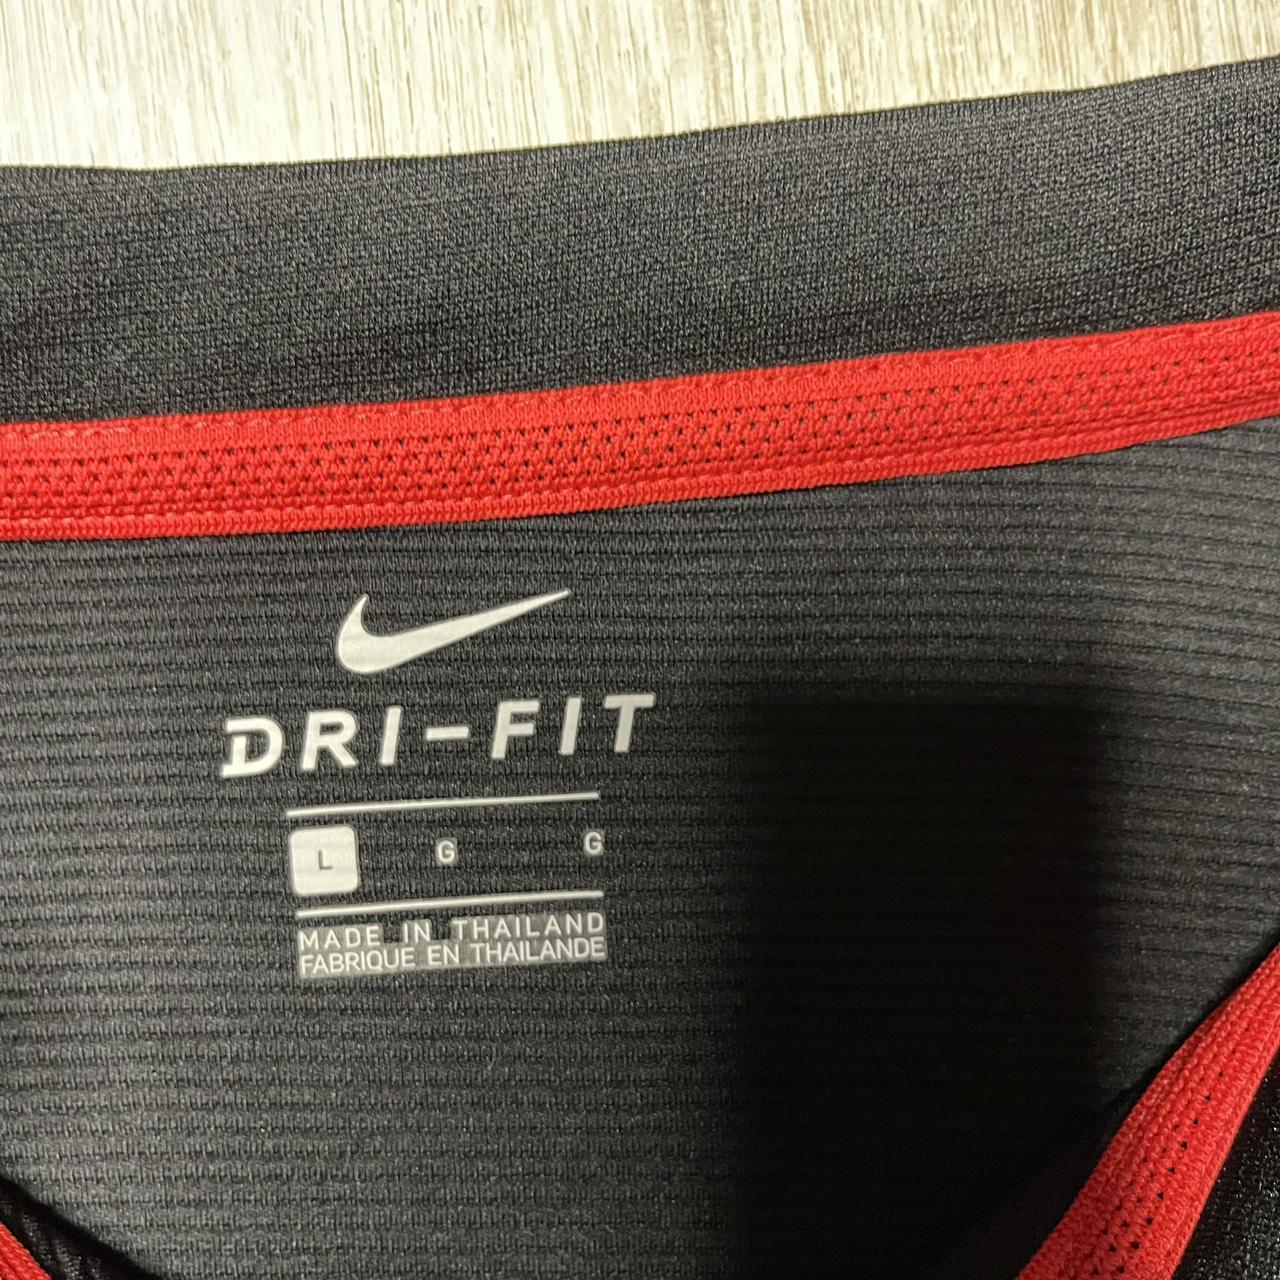 DRI-FIT
L G G
MADE IN THAILAND
FABRIQUE EN THAILANDE